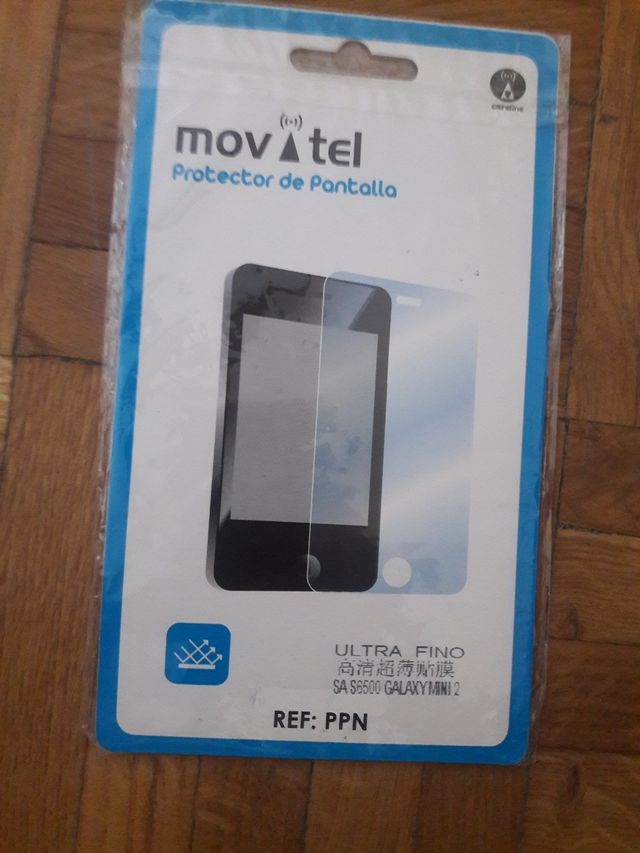 movitel
Protector de Pantalla
ULTRA FINO
高清超薄贴膜
SA S6500 GALAXY MINI 2
REF: PPN